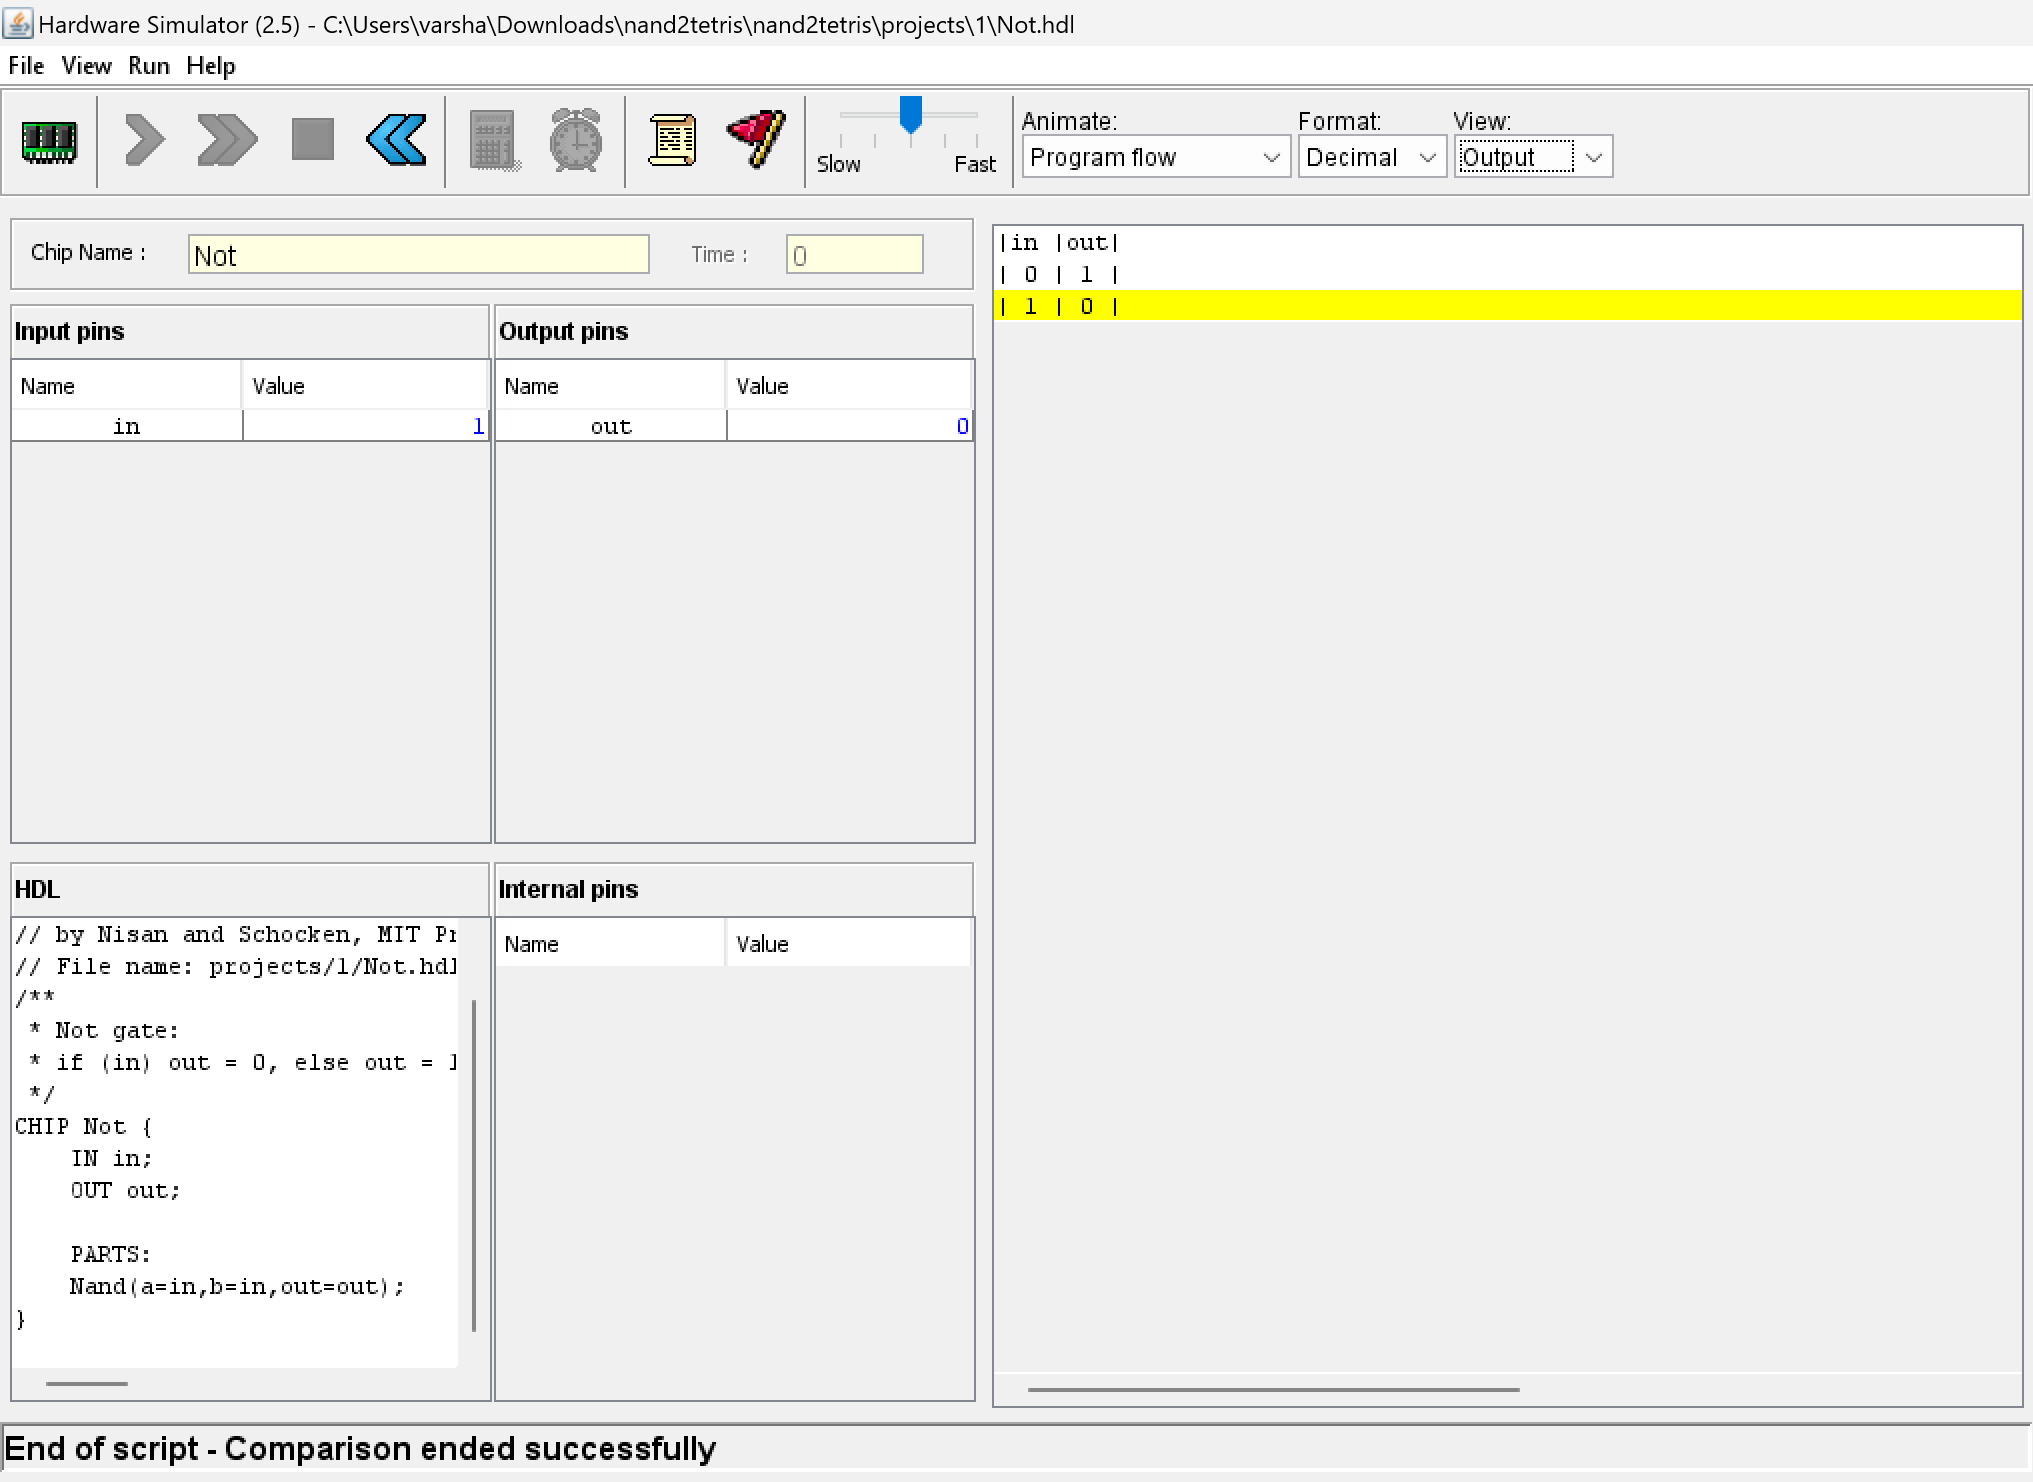 Hardware Simulator (2.5) - C:\Users\varsha\Downloads\nand2tetris\nand2tetris\projects\1\Not.hdl
File View Run Help
Slow Fast
Animate: Format: View:
Program flow Decimal Output
Chip Name : Not Time : 0
Input pins
Name Value
in 1
Output pins
Name Value
out 0
HDL
// by Nisan and Schocken, MIT Pr
// File name: projects/1/Not.hdl
/**
 * Not gate:
 * if (in) out = 0, else out = 1
 */
CHIP Not {
    IN in;
    OUT out;
    PARTS:
    Nand(a=in,b=in,out=out);
}
Internal pins
Name Value
|in |out|
| 0 | 1 |
| 1 | 0 |
End of script - Comparison ended successfully